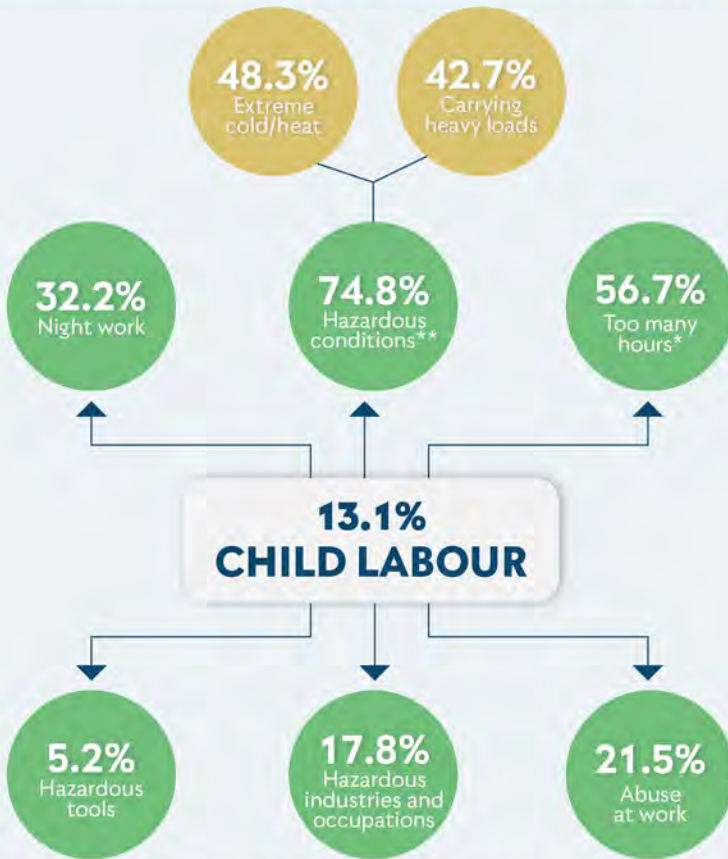 48.3%
Extreme
cold/heat
42.7%
Carrying
heavy loads
32.2%
Night work
74.8%
Hazardous
conditions**
56.7%
Too many
hours*
13.1%
CHILD LABOUR
5.2%
Hazardous
tools
17.8%
Hazardous
industries and
occupations
21.5%
Abuse
at work